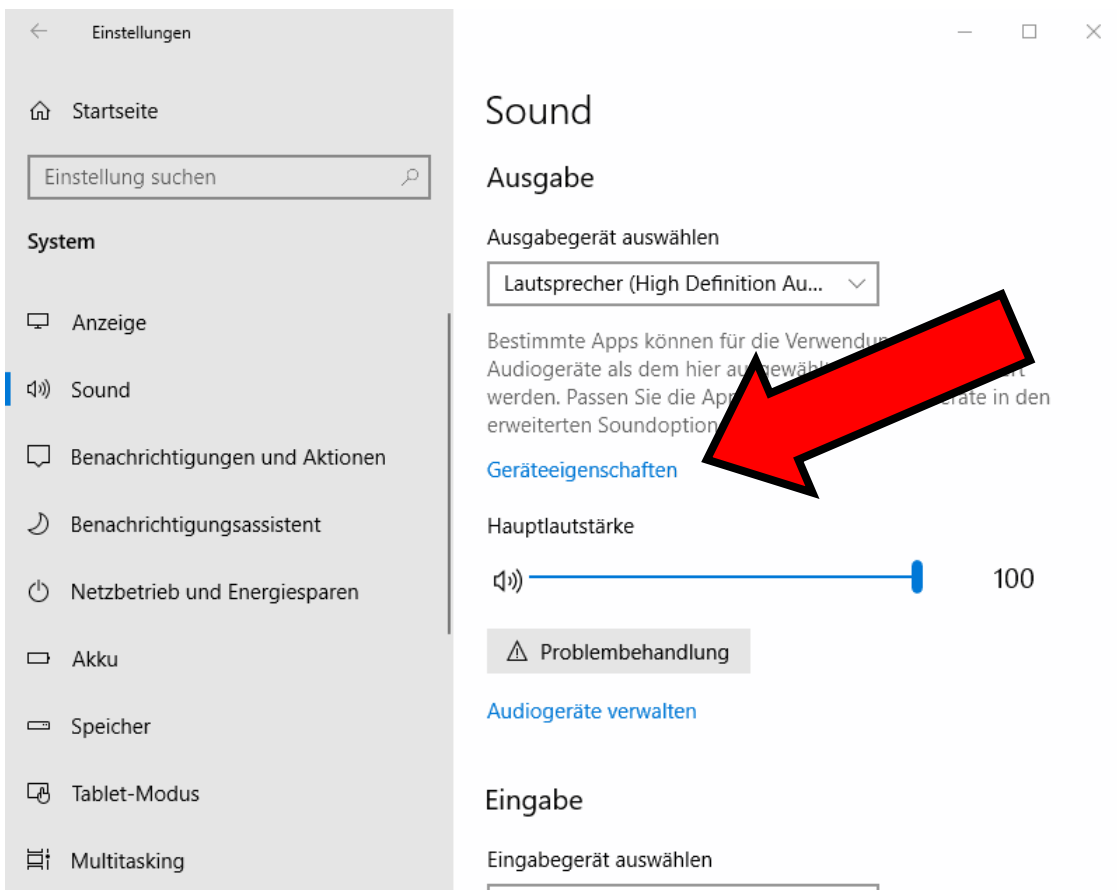 Einstellungen
Startseite
Einstellung suchen
System
Anzeige
Sound
Benachrichtigungen und Aktionen
Benachrichtigungsassistent
Netzbetrieb und Energiesparen
Akku
Speicher
Tablet-Modus
Multitasking
Sound
Ausgabe
Ausgabegerät auswählen
Lautsprecher (High Definition Au...
Bestimmte Apps können für die
Audiogeräte als dem hier
werden. Passen Sie die in den
erweiterten
Geräteeigenschaften
Hauptlautstärke
100
Problembehandlung
Audiogeräte verwalten
Eingabe
Eingabegerät auswählen